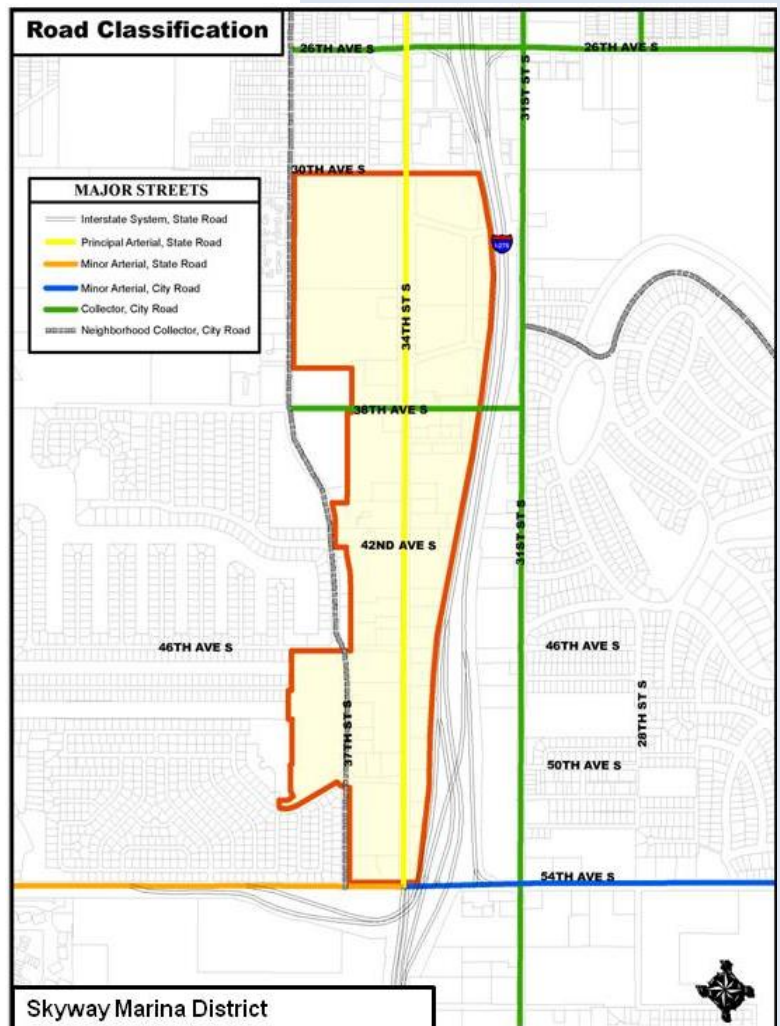 Road Classification
26TH AVE S
26TH AVE S
31ST ST S
30TH AVE S
MAJOR STREETS
Interstate System, State Road
Principal Arterial, State Road
Minor Arterial, State Road
Minor Arterial, City Road
Collector, City Road
Neighborhood Collector, City Road
I-275
34TH ST S
38TH AVE S
42ND AVE S
31ST ST S
46TH AVE S
46TH AVE S
28TH ST S
37TH ST S
50TH AVE S
54TH AVE S
Skyway Marina District